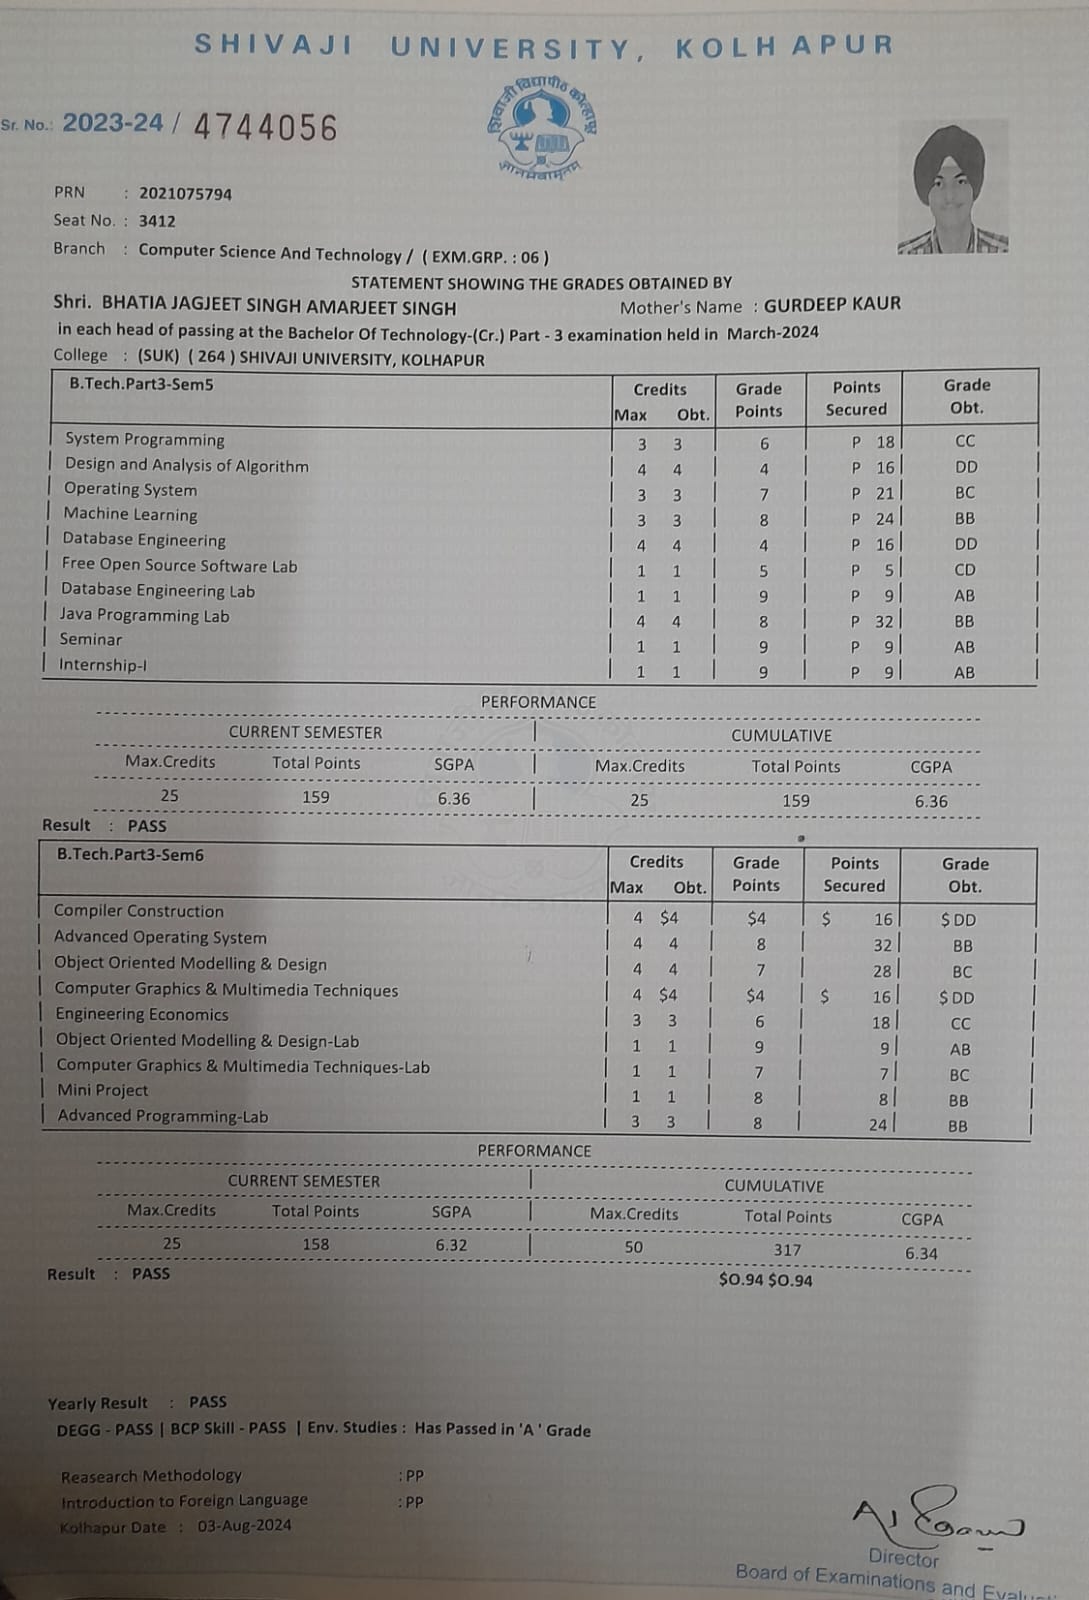 SHIVAJI UNIVERSITY, KOLHAPUR
शिवाजी विद्यापीठ कोल्हापूर
ज्ञानमेवामृतम्
Sr. No.: 2023-24 / 4744056
PRN : 2021075794
Seat No. : 3412
Branch : Computer Science And Technology / ( EXM.GRP. : 06 )
STATEMENT SHOWING THE GRADES OBTAINED BY
Shri. BHATIA JAGJEET SINGH AMARJEET SINGH Mother's Name : GURDEEP KAUR
in each head of passing at the Bachelor Of Technology-(Cr.) Part - 3 examination held in March-2024
College : (SUK) ( 264 ) SHIVAJI UNIVERSITY, KOLHAPUR
B.Tech.Part3-Sem5 Credits Grade Points Grade
Max Obt. Points Secured Obt.
System Programming 3 3 6 P 18 CC
Design and Analysis of Algorithm 4 4 4 P 16 DD
Operating System 3 3 7 P 21 BC
Machine Learning 3 3 8 P 24 BB
Database Engineering 4 4 4 P 16 DD
Free Open Source Software Lab 1 1 5 P 5 CD
Database Engineering Lab 1 1 9 P 9 AB
Java Programming Lab 4 4 8 P 32 BB
Seminar 1 1 9 P 9 AB
Internship-I 1 1 9 P 9 AB
PERFORMANCE
CURRENT SEMESTER | CUMULATIVE
Max.Credits Total Points SGPA | Max.Credits Total Points CGPA
25 159 6.36 | 25 159 6.36
Result : PASS
B.Tech.Part3-Sem6 Credits Grade Points Grade
Max Obt. Points Secured Obt.
Compiler Construction 4 $4 $4 $ 16 $ DD
Advanced Operating System 4 4 8 32 BB
Object Oriented Modelling & Design 4 4 7 28 BC
Computer Graphics & Multimedia Techniques 4 $4 $4 $ 16 $ DD
Engineering Economics 3 3 6 18 CC
Object Oriented Modelling & Design-Lab 1 1 9 9 AB
Computer Graphics & Multimedia Techniques-Lab 1 1 7 7 BC
Mini Project 1 1 8 8 BB
Advanced Programming-Lab 3 3 8 24 BB
PERFORMANCE
CURRENT SEMESTER | CUMULATIVE
Max.Credits Total Points SGPA | Max.Credits Total Points CGPA
25 158 6.32 | 50 317 6.34
Result : PASS $0.94 $0.94
Yearly Result : PASS
DEGG - PASS | BCP Skill - PASS | Env. Studies : Has Passed in 'A ' Grade
Reasearch Methodology : PP
Introduction to Foreign Language : PP
Kolhapur Date : 03-Aug-2024
Director
Board of Examinations and